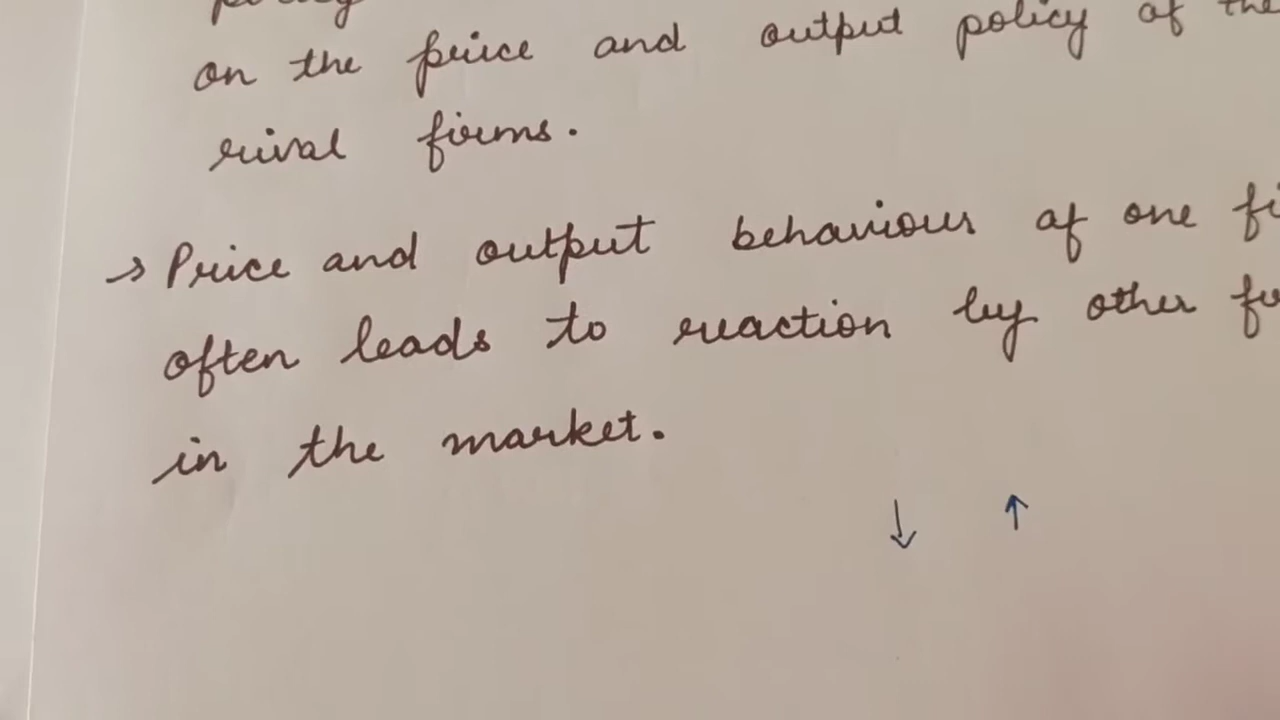 policy
on the price and output policy of the
rival firms.
→ Price and output behaviour of one
often leads to reaction by other
in the market.
↓ ↑